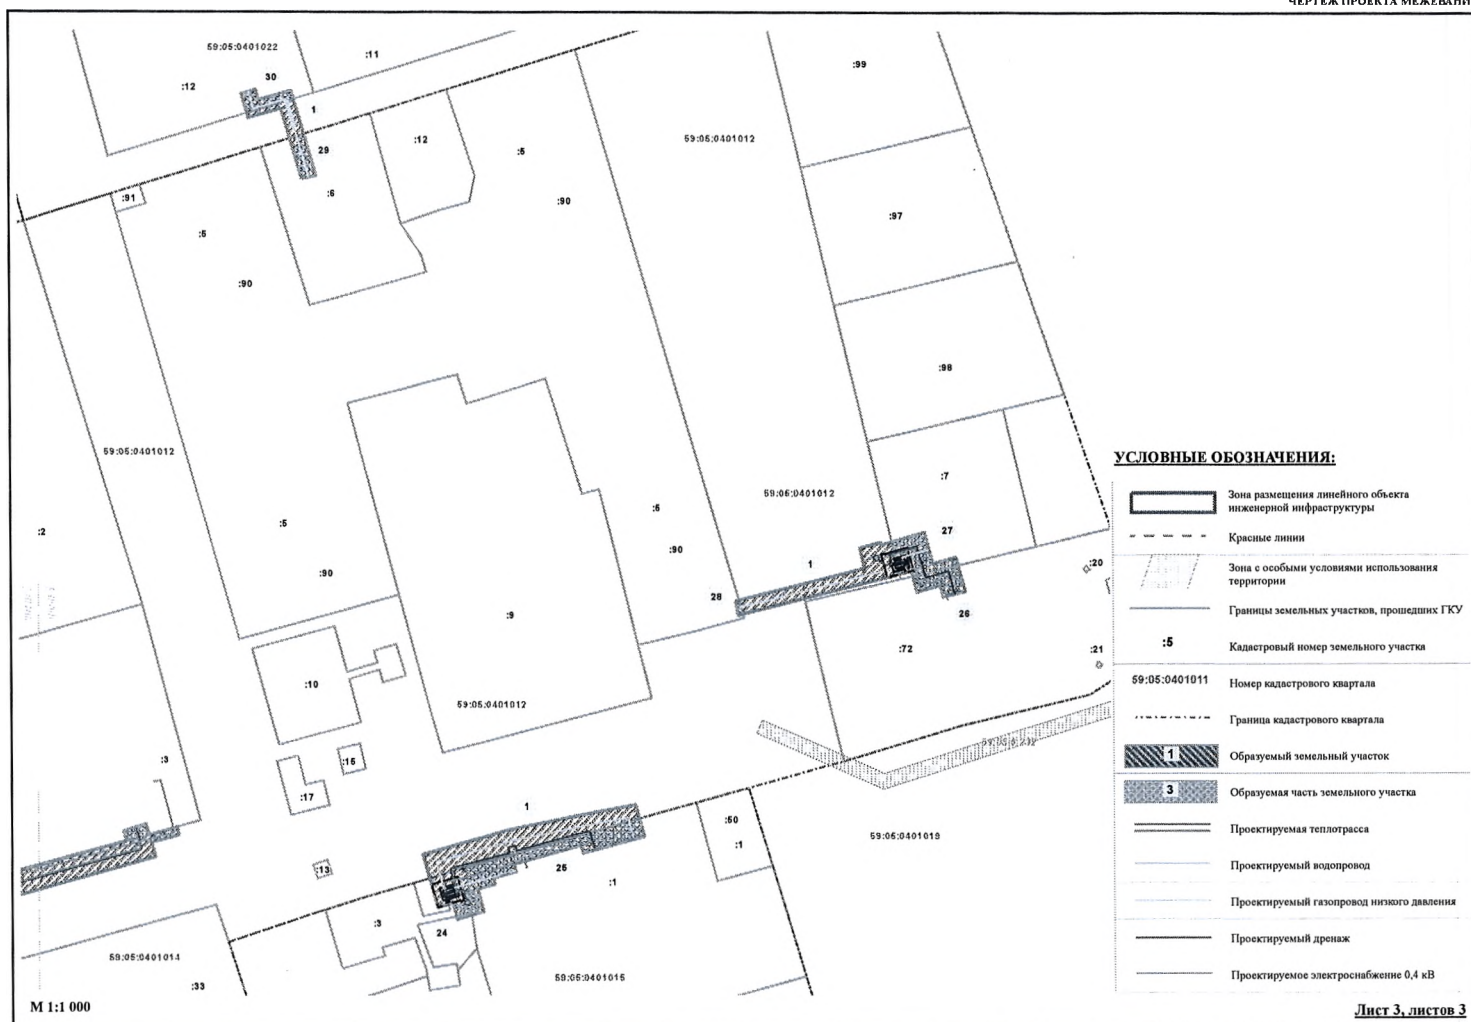 ЧЕРТЕЖ ПРОЕКТА МЕЖЕВАНИ
59:05:0401022
:11
:12
30
1
29
:99
:12
:5
59:05:0401012
:91
:6
:90
:5
:97
:90
:98
59:05:0401012
:2
:5
:90
:5
:90
59:05:0401012
:7
27
1
28
26
:20
:9
:72
:21
:10
59:05:0401012
:3
:15
:17
1
:50
:1
59:05:0401019
:13
25
:1
:3
24
59:05:0401014
:33
59:05:0401015
М 1:1 000
УСЛОВНЫЕ ОБОЗНАЧЕНИЯ:
Зона размещения линейного объекта
инженерной инфраструктуры
Красные линии
Зона с особыми условиями использования
территории
Границы земельных участков, прошедших ГКУ
:5 Кадастровый номер земельного участка
59:05:0401011 Номер кадастрового квартала
Граница кадастрового квартала
1 Образуемый земельный участок
3 Образуемая часть земельного участка
Проектируемая теплотрасса
Проектируемый водопровод
Проектируемый газопровод низкого давления
Проектируемый дренаж
Проектируемое электроснабжение 0,4 кВ
Лист 3, листов 3